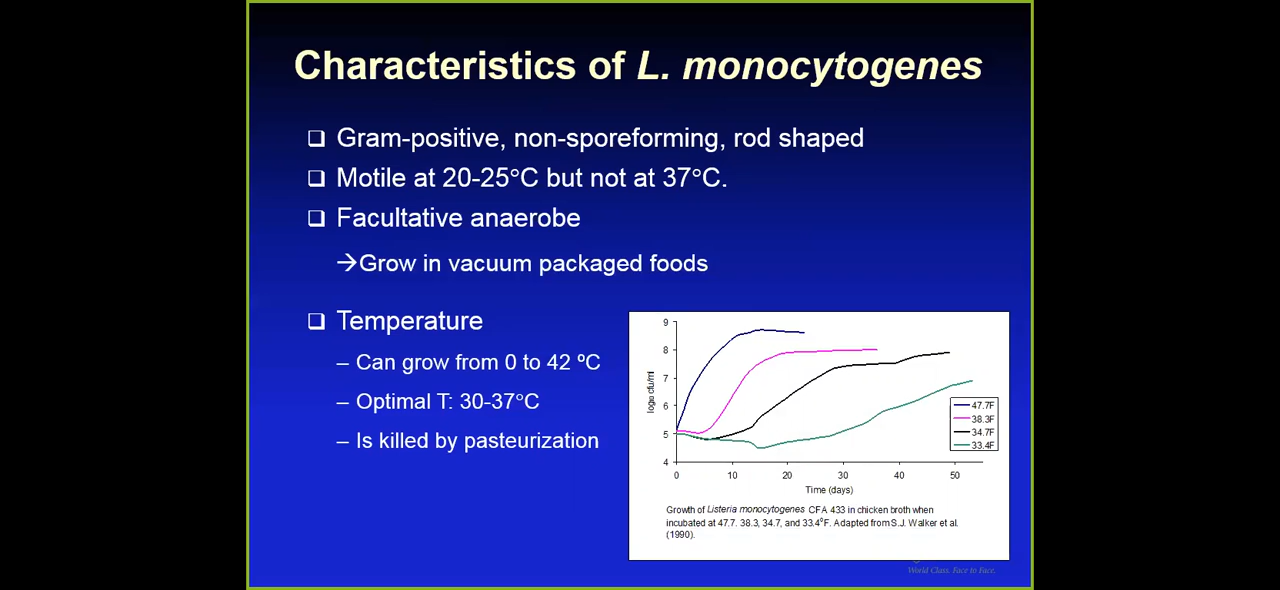 Characteristics of L. monocytogenes
❑ Gram-positive, non-sporeforming, rod shaped
❑ Motile at 20-25°C but not at 37°C.
❑ Facultative anaerobe
→Grow in vacuum packaged foods
❑ Temperature
– Can grow from 0 to 42 ºC
– Optimal T: 30-37°C
– Is killed by pasteurization
9
8
7
6
5
4
log₁₀ cfu/ml
0 10 20 30 40 50
Time (days)
47.7F
38.3F
34.7F
33.4F
Growth of Listeria monocytogenes CFA 433 in chicken broth when
incubated at 47.7. 38.3, 34.7, and 33.4⁰F. Adapted from S.J. Walker et al.
(1990).
World Class. Face to Face.